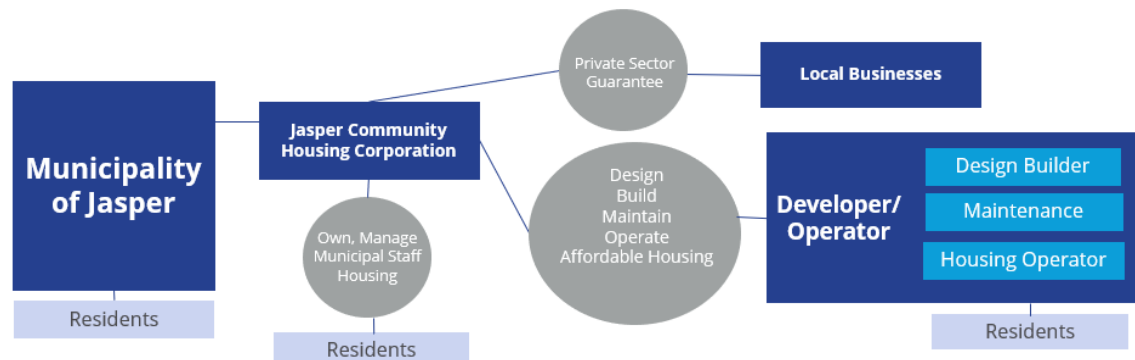 Municipality
of Jasper
Residents
Jasper Community
Housing Corporation
Own, Manage
Municipal Staff
Housing
Residents
Private Sector
Guarantee
Local Businesses
Design
Build
Maintain
Operate
Affordable Housing
Developer/
Operator
Design Builder
Maintenance
Housing Operator
Residents